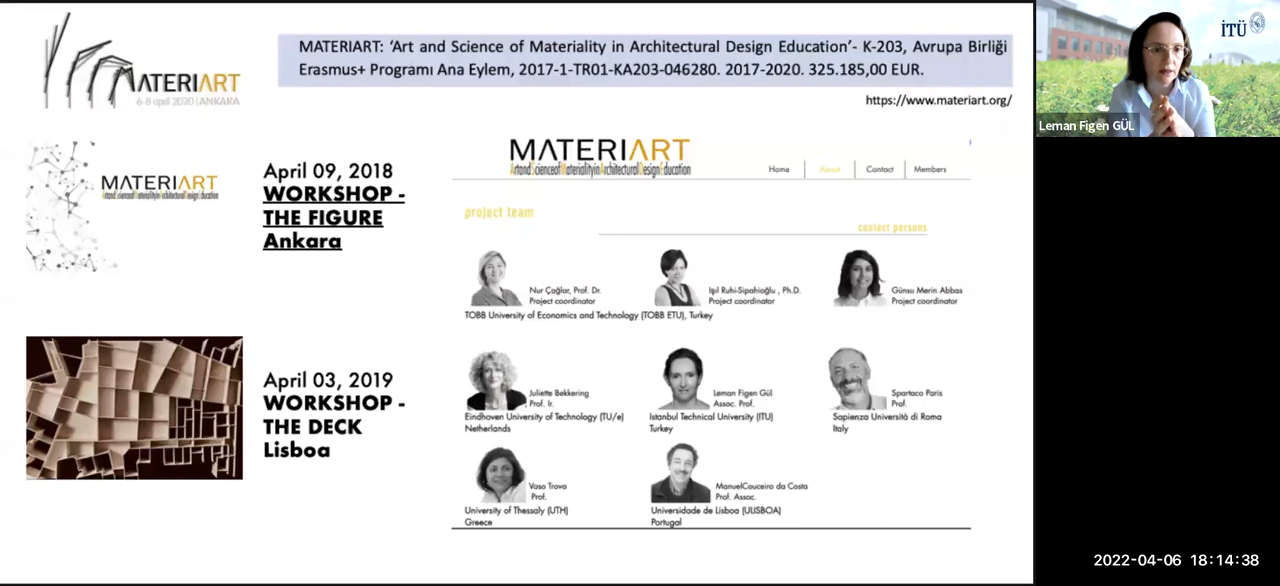 MATERIART
6-8 april 2020 | ANKARA
MATERIART: ‘Art and Science of Materiality in Architectural Design Education’- K-203, Avrupa Birliği
Erasmus+ Programı Ana Eylem, 2017-1-TR01-KA203-046280. 2017-2020. 325.185,00 EUR.
https://www.materiart.org/
MATERIART
ArtandScienceofMaterialityinArchitecturalDesignEducation
April 09, 2018
WORKSHOP -
THE FIGURE
Ankara
April 03, 2019
WORKSHOP -
THE DECK
Lisboa
MATERIART
ArtandScienceofMaterialityinArchitecturalDesignEducation
Home About Contact Members
project team
contact persons
Nur Çağlar, Prof. Dr.
Project coordinator
Işıl Ruhi-Sipahioğlu , Ph.D.
Project coordinator
Günsu Merin Abbas
Project coordinator
TOBB University of Economics and Technology (TOBB ETU), Turkey
Juliette Bekkering
Prof. Ir.
Eindhoven University of Technology (TU/e)
Netherlands
Leman Figen Gül
Assoc. Prof.
Istanbul Technical University (ITU)
Turkey
Spartaco Paris
Prof.
Sapienza Università di Roma
Italy
Vaso Trova
Prof.
University of Thessaly (UTH)
Greece
ManuelCouceiro da Costa
Prof. Assoc.
Universidade de Lisboa (ULISBOA)
Portugal
İTÜ
Leman Figen GÜL
2022-04-06 18:14:38